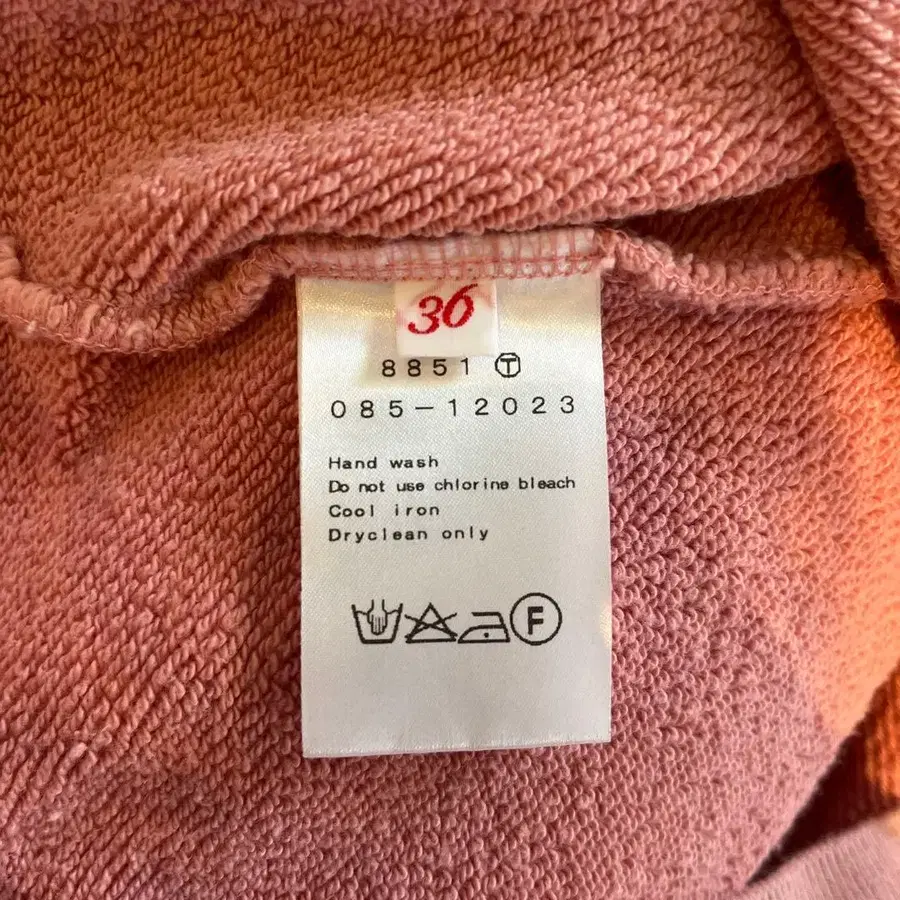 36
8851 Ⓣ
085-12023
Hand wash
Do not use chlorine bleach
Cool iron
Dryclean only
F